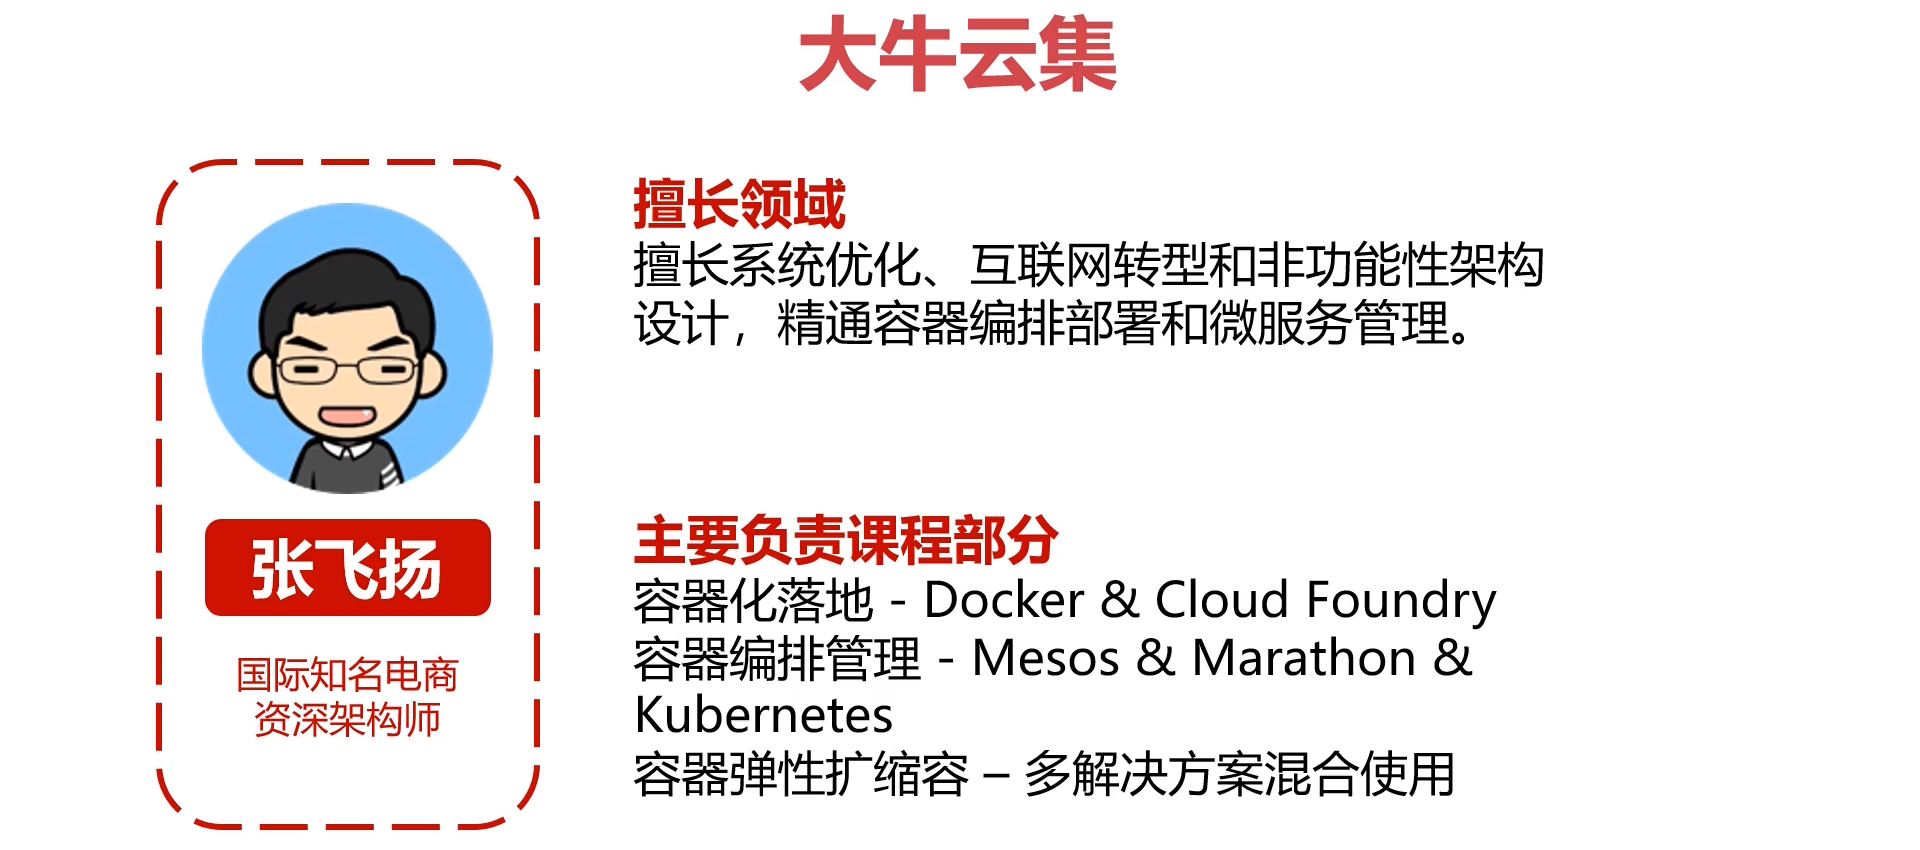 大牛云集
张飞扬
国际知名电商
资深架构师
擅长领域
擅长系统优化、互联网转型和非功能性架构
设计，精通容器编排部署和微服务管理。
主要负责课程部分
容器化落地 - Docker & Cloud Foundry
容器编排管理 - Mesos & Marathon &
Kubernetes
容器弹性扩缩容 – 多解决方案混合使用